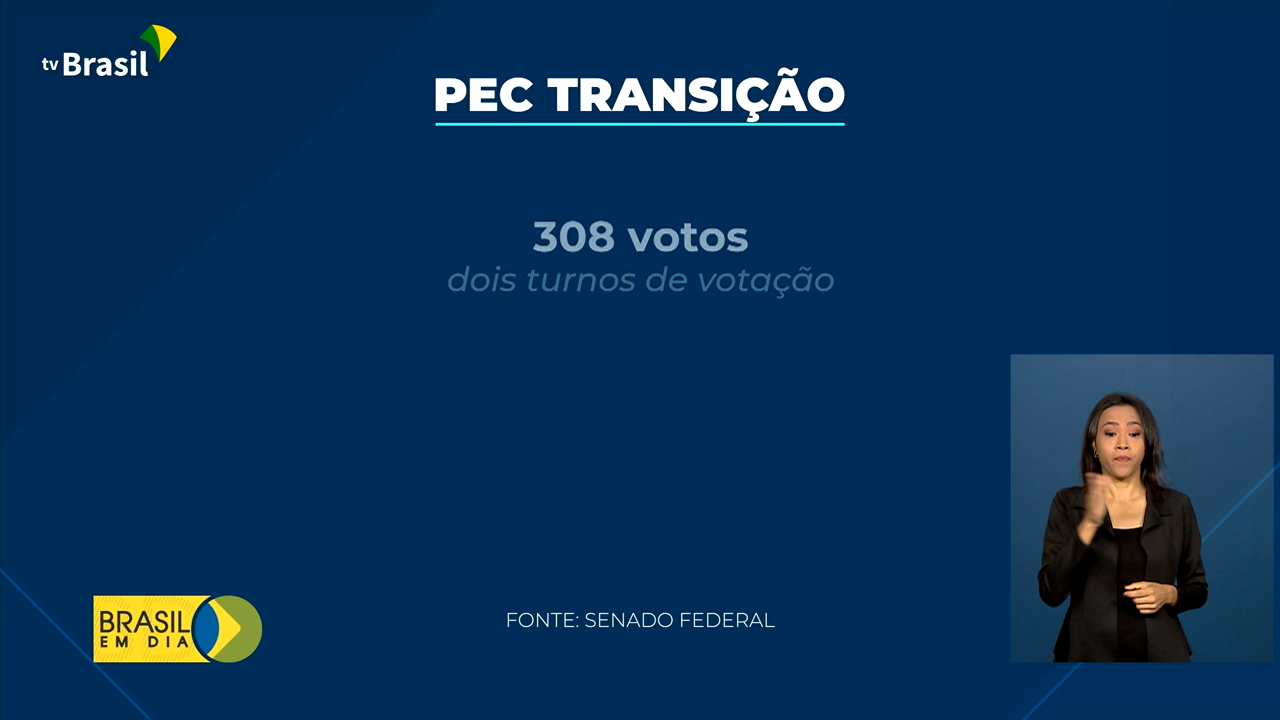 tv Brasil
PEC TRANSIÇÃO
308 votos
dois turnos de votação
BRASIL
EM DIA
FONTE: SENADO FEDERAL